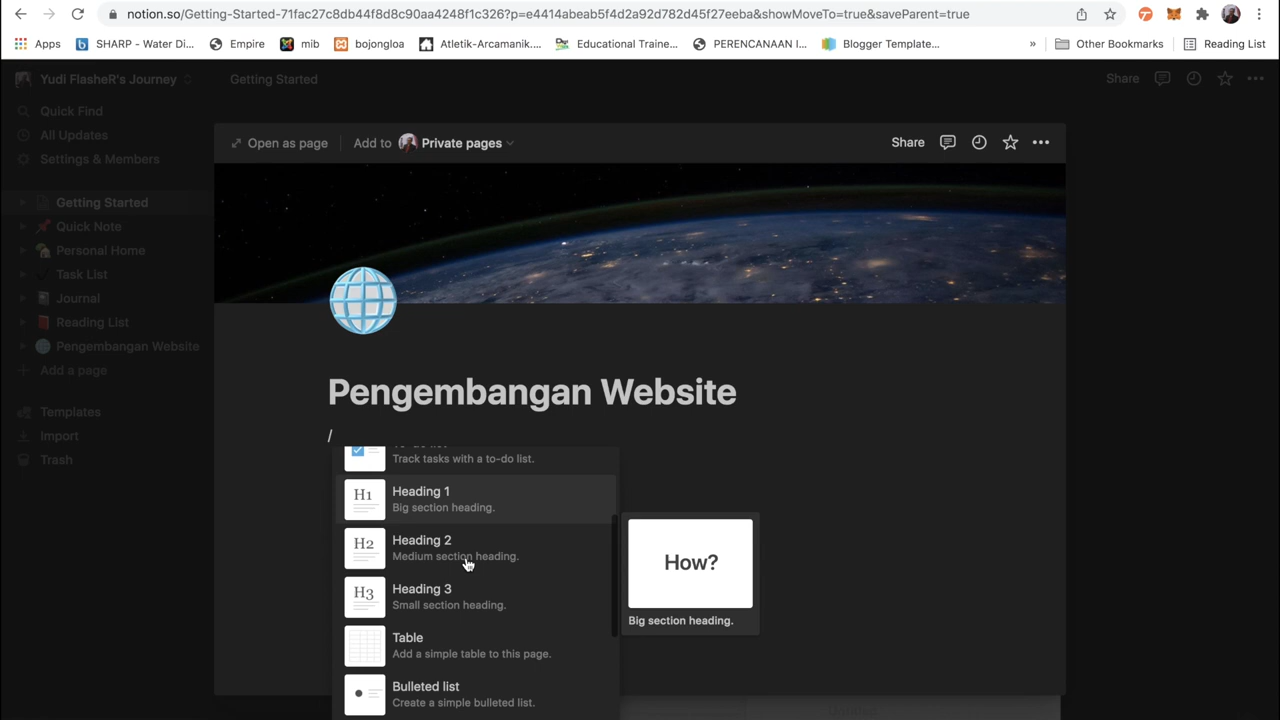 notion.so/Getting-Started-71fac27c8db44f8d8c90aa4248f1c326?p=e4414abeab5f4d2a92d782d45f27eeba&showMoveTo=true&saveParent=true
Apps SHARP - Water Di... Empire mib bojongloa Atletik-Arcamanik.... Educational Traine... PERENCANAAN I... Blogger Template... » Other Bookmarks Reading List
Yudi FlasheR's Journey Getting Started Share
Quick Find
All Updates
Settings & Members
Getting Started
Quick Note
Personal Home
Task List
Journal
Reading List
Pengembangan Website
Add a page
Templates
Import
Trash
Open as page Add to Private pages Share
Pengembangan Website
/
Track tasks with a to-do list.
H1 Heading 1
Big section heading.
H2 Heading 2
Medium section heading.
H3 Heading 3
Small section heading.
Table
Add a simple table to this page.
Bulleted list
Create a simple bulleted list.
How?
Big section heading.